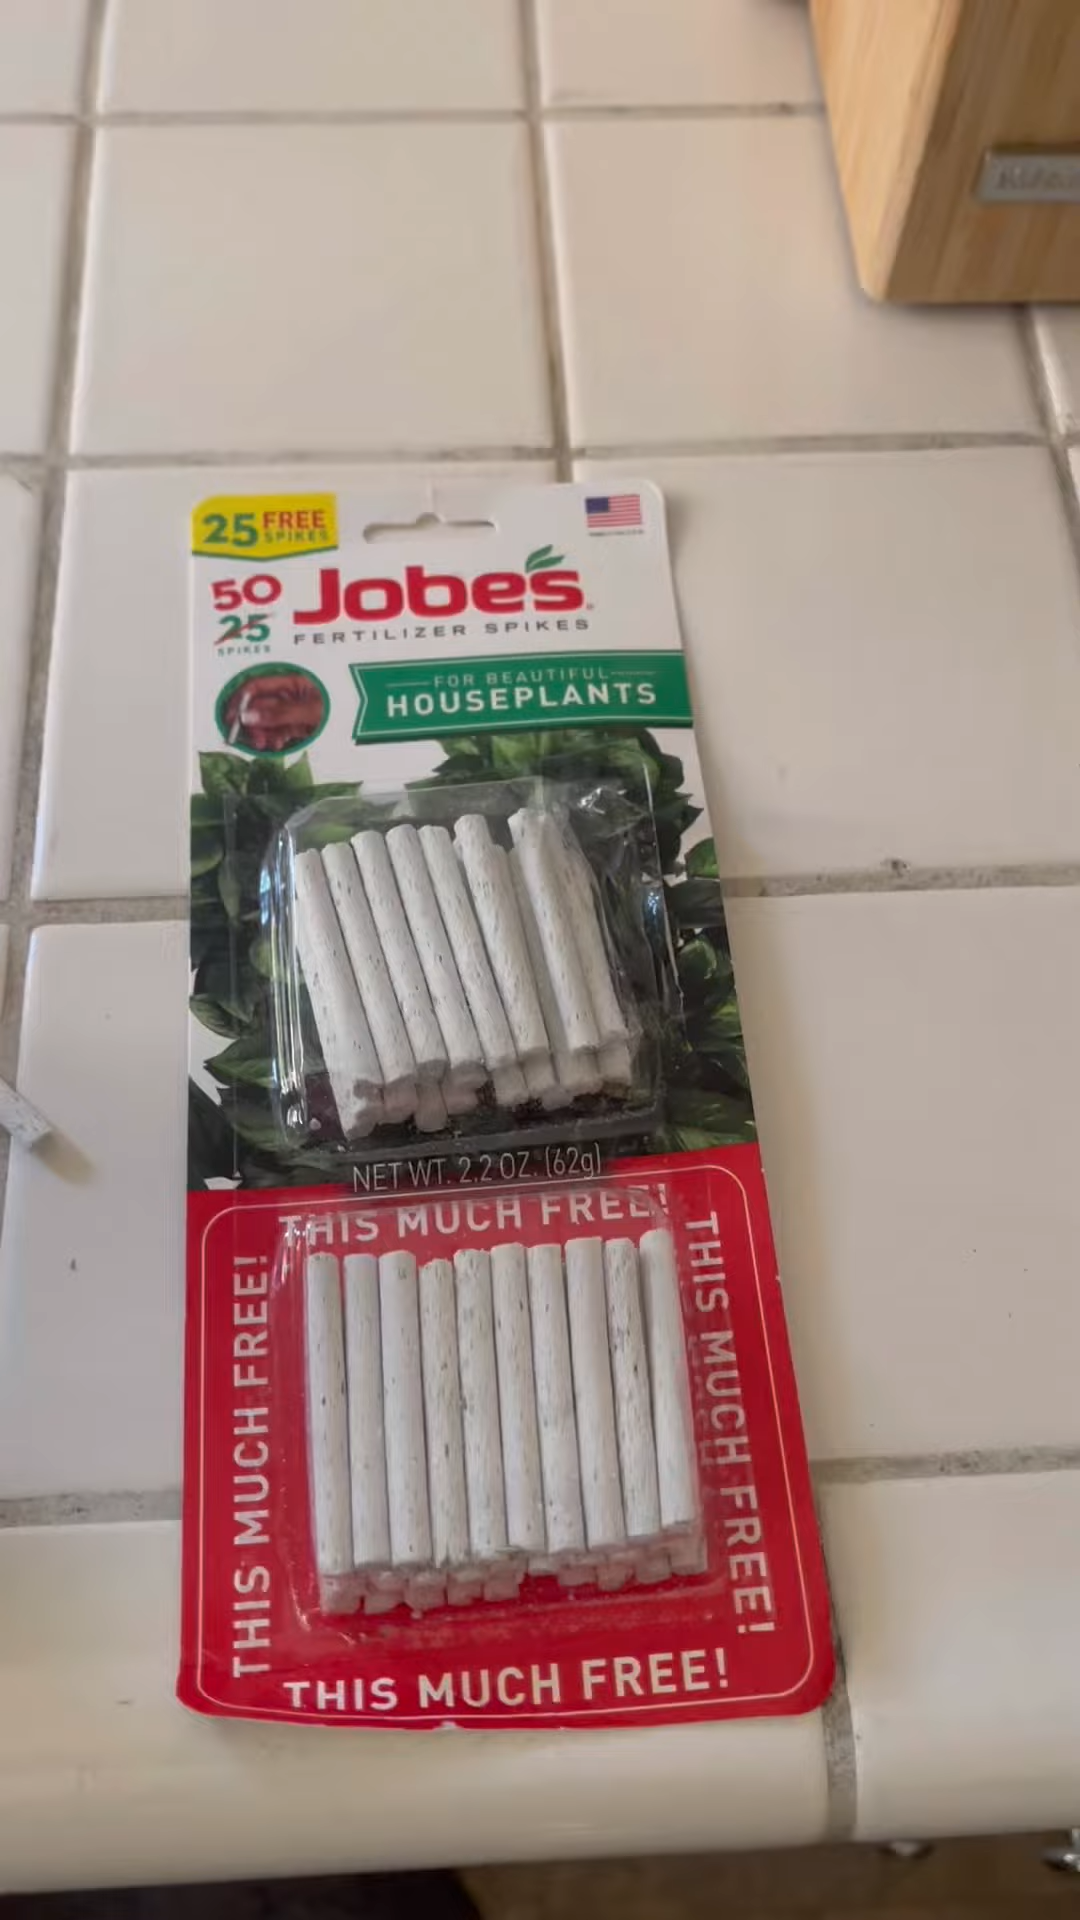 25 FREE
SPIKES
50
25
SPIKES
Jobe's
FERTILIZER SPIKES
FOR BEAUTIFUL
HOUSEPLANTS
NET WT. 2.2 OZ. (62g)
THIS MUCH FREE!
THIS MUCH FREE!
THIS MUCH FREE!
THIS MUCH FREE!